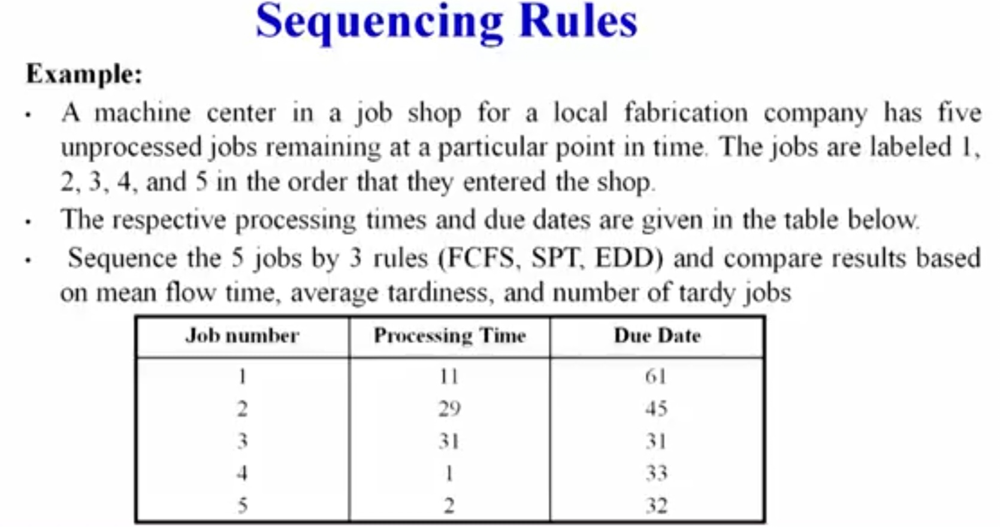 Sequencing Rules
Example:
· A machine center in a job shop for a local fabrication company has five
unprocessed jobs remaining at a particular point in time. The jobs are labeled 1,
2, 3, 4, and 5 in the order that they entered the shop.
· The respective processing times and due dates are given in the table below.
· Sequence the 5 jobs by 3 rules (FCFS, SPT, EDD) and compare results based
on mean flow time, average tardiness, and number of tardy jobs
Job number Processing Time Due Date
1 11 61
2 29 45
3 31 31
4 1 33
5 2 32